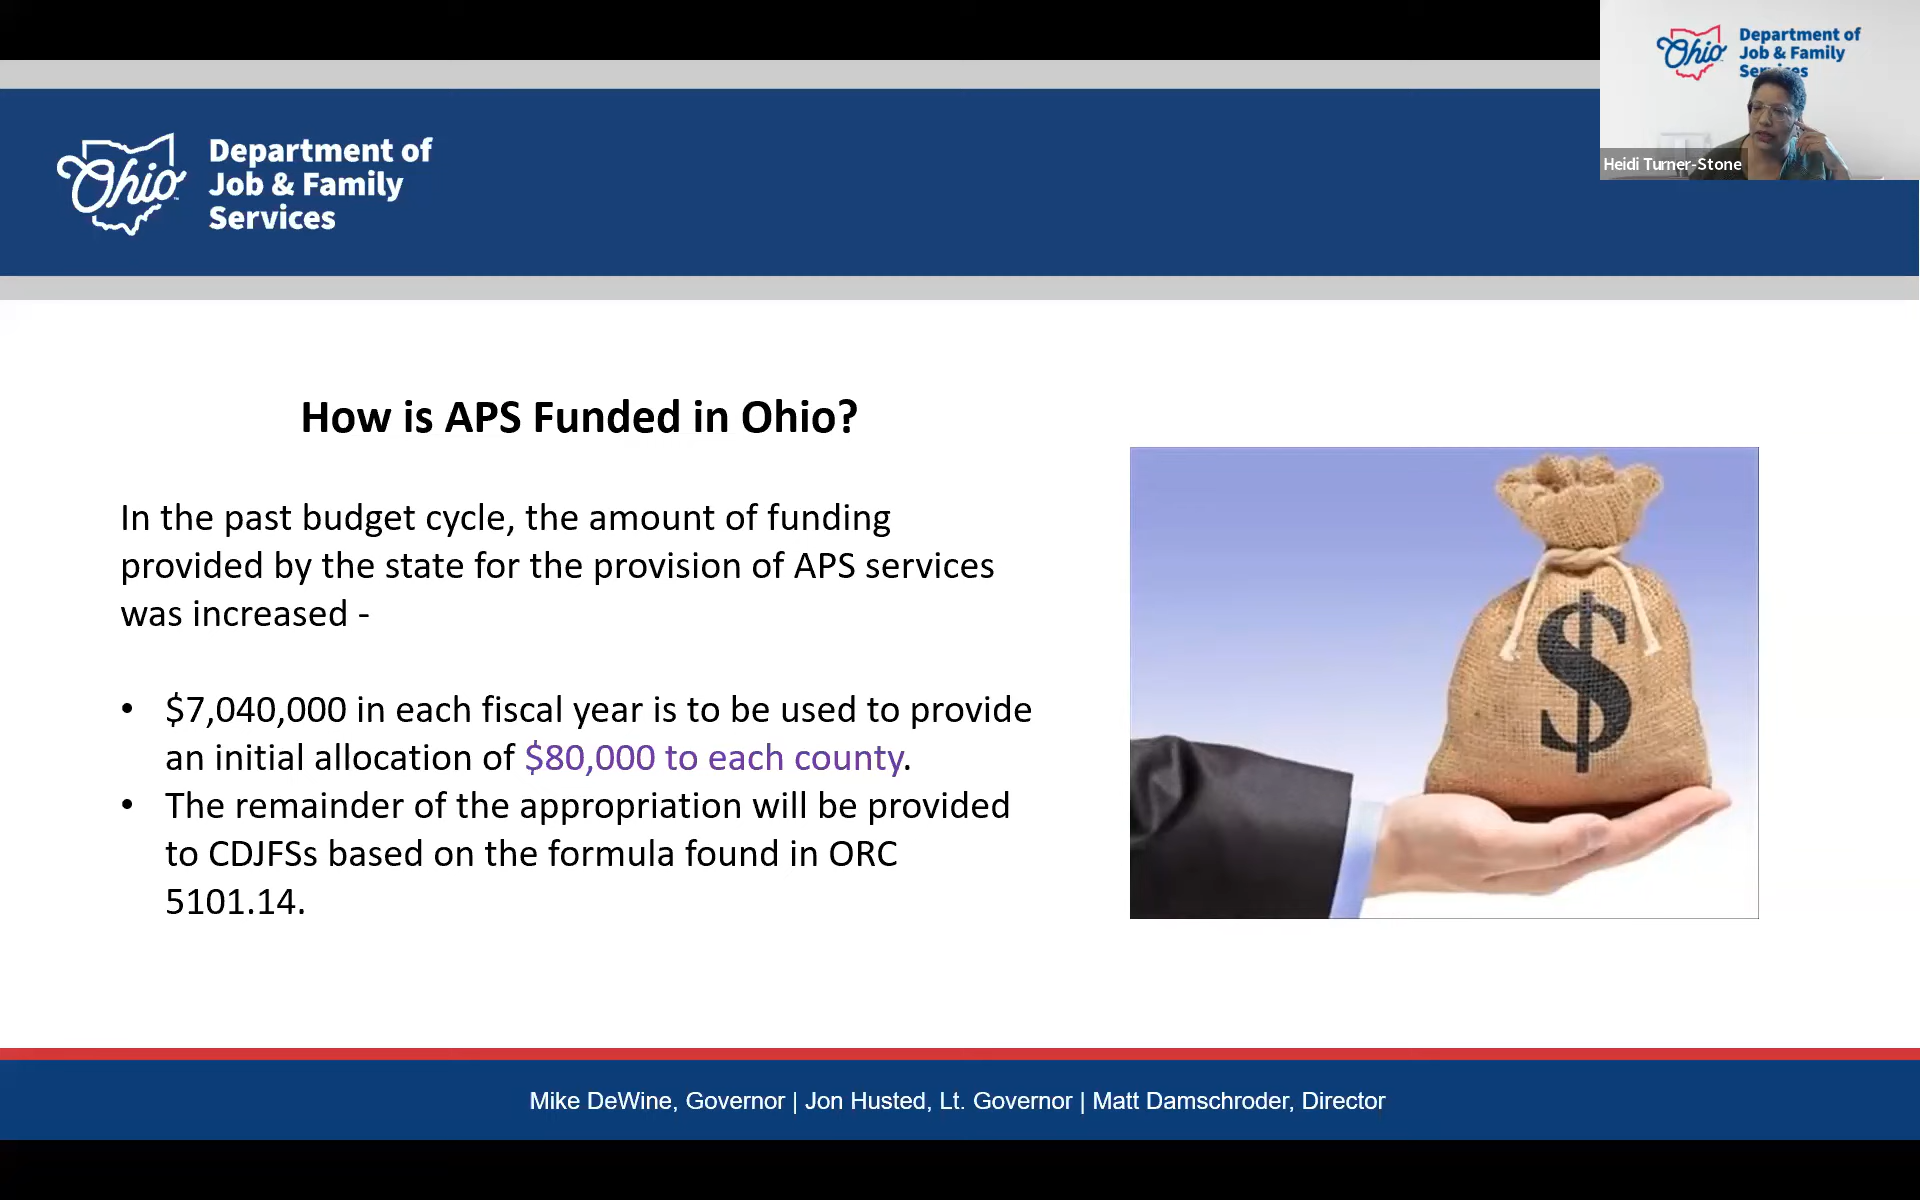 Ohio
Department of
Job & Family
Services
Heidi Turner-Stone
Ohio
Department of
Job & Family
Services
How is APS Funded in Ohio?
In the past budget cycle, the amount of funding
provided by the state for the provision of APS services
was increased -
• $7,040,000 in each fiscal year is to be used to provide
an initial allocation of $80,000 to each county.
• The remainder of the appropriation will be provided
to CDJFSs based on the formula found in ORC
5101.14.
$
Mike DeWine, Governor | Jon Husted, Lt. Governor | Matt Damschroder, Director